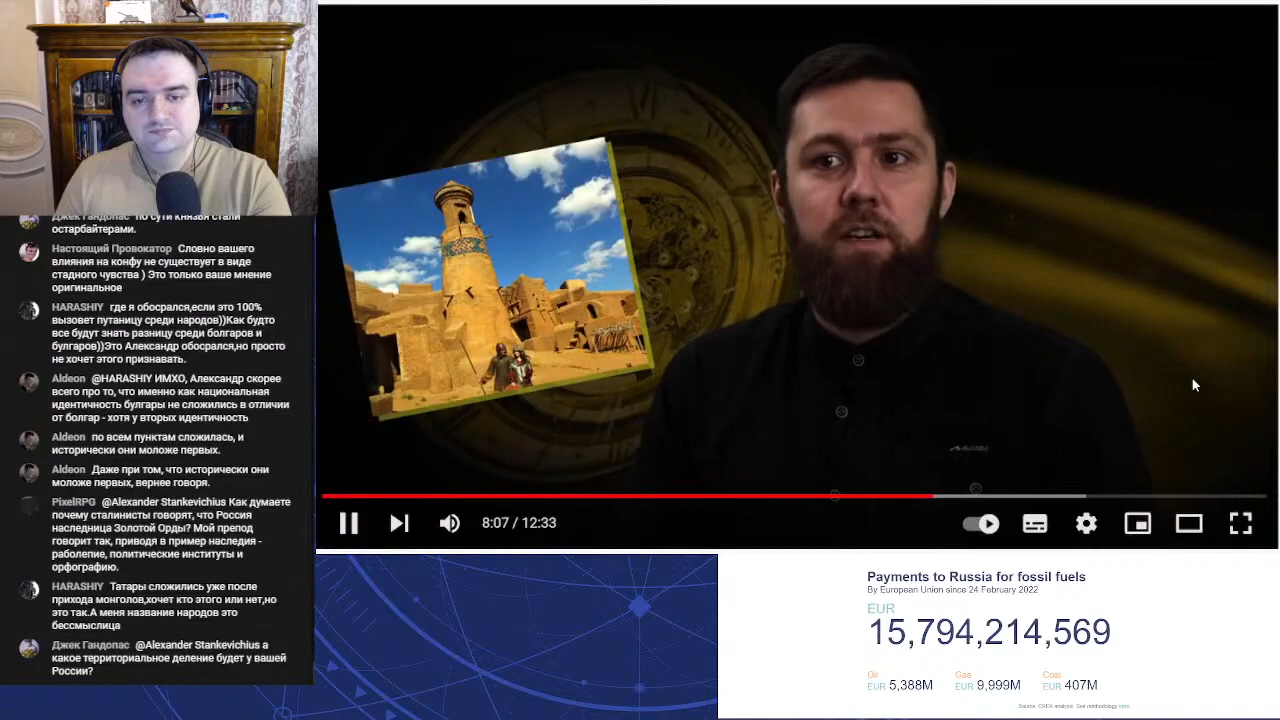 Джек Гандопас по сути князья стали
остарбайтерами.
Настоящий Провокатор Словно вашего
влияния на конфу не существует в виде
стадного чувства ) Это только ваше мнение
оригинальное
HARASHIY где я обосрался,если это 100%
вызовет путаницу среди народов))Как будто
все будут знать разницу среди болгаров и
булгаров))Это Александр обосрался,но просто
не хочет этого признавать.
Aldeon @HARASHIY ИМХО, Александр скорее
всего про то, что именно как национальная
идентичность булгары не сложились в отличии
от болгар - хотя у вторых идентичность
Aldeon по всем пунктам сложилась, и
исторически они моложе первых.
Aldeon Даже при том, что исторически они
моложе первых, вернее говоря.
PixelRPG @Alexander Stankevichius Как думаете
почему сталинисты говорят, что Россия
наследница Золотой Орды? Мой препод
говорит так, приводя в пример наследия -
раболепие, политические институты и
орфографию.
HARASHIY Татары сложились уже после
прихода монголов,хочет кто этого или нет,но
это так.А меня название народов это
бессмыслица
Джек Гандопас @Alexander Stankevichius а
какое территориальное деление будет у вашей
России?
8:07 / 12:33
Payments to Russia for fossil fuels
By European Union since 24 February 2022
EUR
15,794,214,569
Oil Gas Coal
EUR 5,388M EUR 9,999M EUR 407M
Source: CREA analysis. See methodology here.